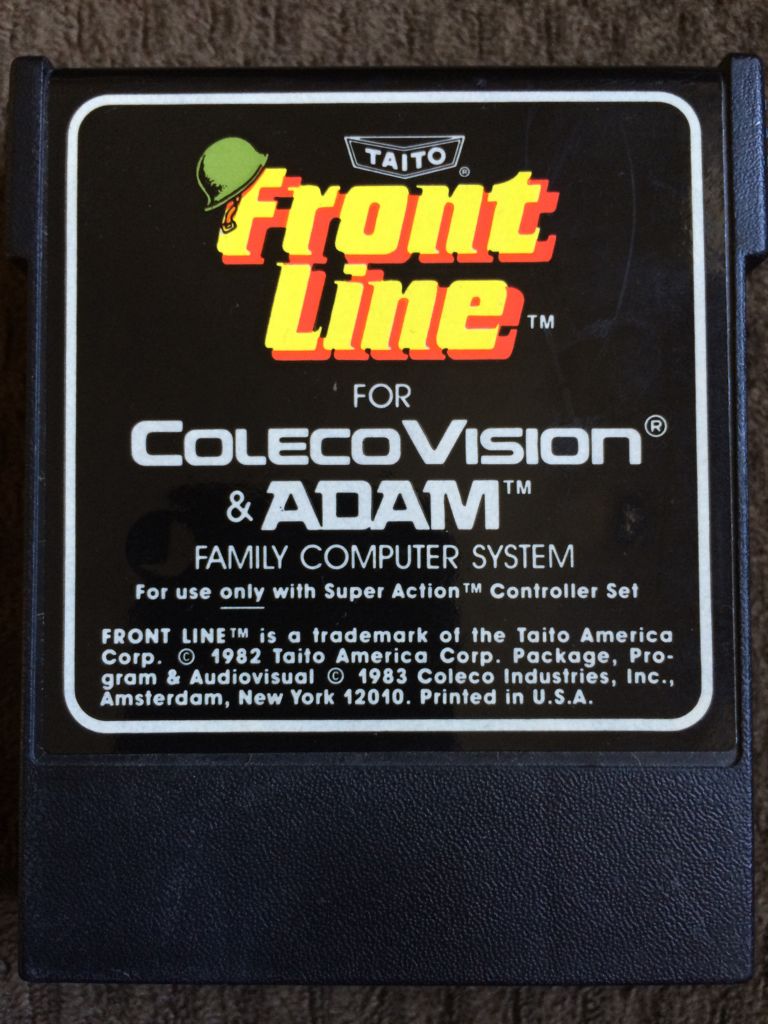 TAITO®
Front
Line™
FOR
COLECOVISION®
& ADAM™
FAMILY COMPUTER SYSTEM
For use only with Super Action™ Controller Set
FRONT LINE™ is a trademark of the Taito America
Corp. © 1982 Taito America Corp. Package, Pro-
gram & Audiovisual © 1983 Coleco Industries, Inc.,
Amsterdam, New York 12010. Printed in U.S.A.